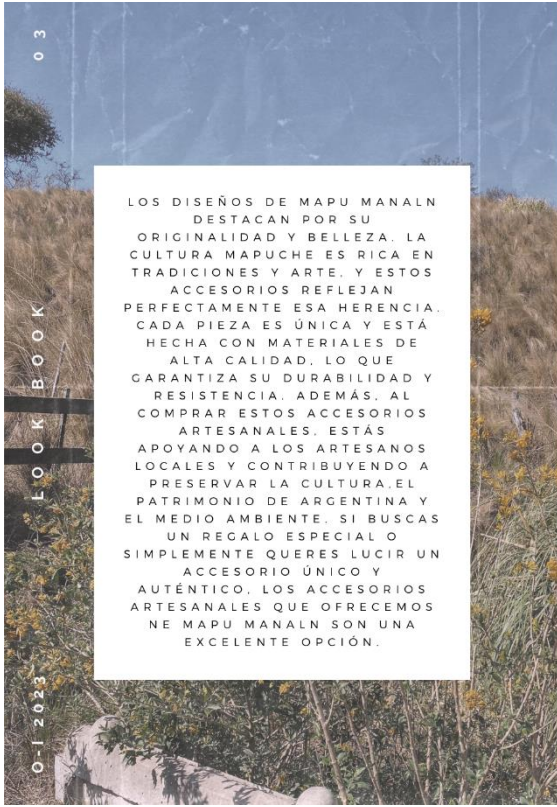 03
LOOK BOOK
O-I 2023
LOS DISEÑOS DE MAPU MANALN
DESTACAN POR SU
ORIGINALIDAD Y BELLEZA. LA
CULTURA MAPUCHE ES RICA EN
TRADICIONES Y ARTE, Y ESTOS
ACCESORIOS REFLEJAN
PERFECTAMENTE ESA HERENCIA.
CADA PIEZA ES ÚNICA Y ESTÁ
HECHA CON MATERIALES DE
ALTA CALIDAD, LO QUE
GARANTIZA SU DURABILIDAD Y
RESISTENCIA. ADEMÁS, AL
COMPRAR ESTOS ACCESORIOS
ARTESANALES, ESTÁS
APOYANDO A LOS ARTESANOS
LOCALES Y CONTRIBUYENDO A
PRESERVAR LA CULTURA,EL
PATRIMONIO DE ARGENTINA Y
EL MEDIO AMBIENTE. SI BUSCAS
UN REGALO ESPECIAL O
SIMPLEMENTE QUERES LUCIR UN
ACCESORIO ÚNICO Y
AUTÉNTICO, LOS ACCESORIOS
ARTESANALES QUE OFRECEMOS
NE MAPU MANALN SON UNA
EXCELENTE OPCIÓN.